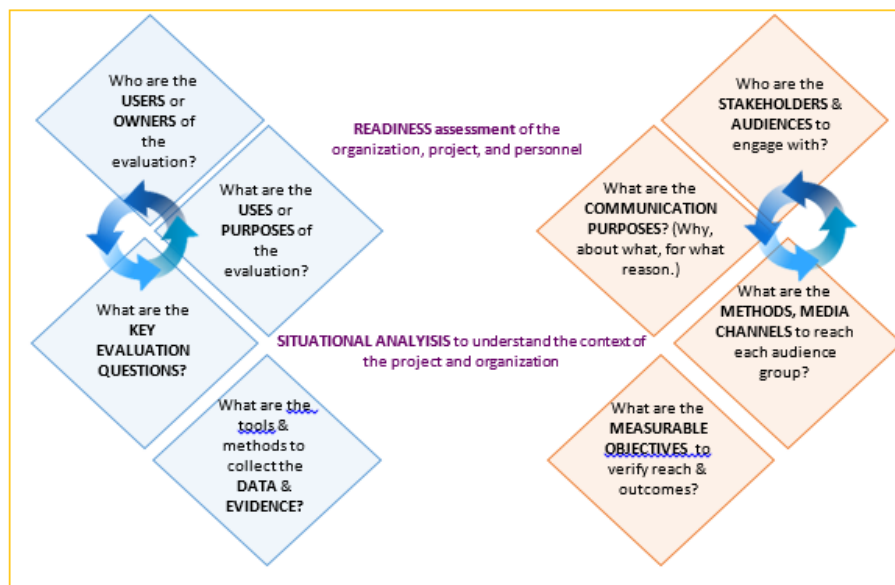 Who are the
USERS or
OWNERS of
the
evaluation?
What are the
USES or
PURPOSES of
the
evaluation?
What are the
KEY
EVALUATION
QUESTIONS?
What are the
tools &
methods to
collect the
DATA &
EVIDENCE?
READINESS assessment of the
organization, project, and personnel
SITUATIONAL ANALYISIS to understand the context of
the project and organization
Who are the
STAKEHOLDERS &
AUDIENCES to
engage with?
What are the
COMMUNICATION
PURPOSES? (Why,
about what, for what
reason.)
What are the
METHODS, MEDIA
CHANNELS to reach
each audience
group?
What are the
MEASURABLE
OBJECTIVES to
verify reach &
outcomes?